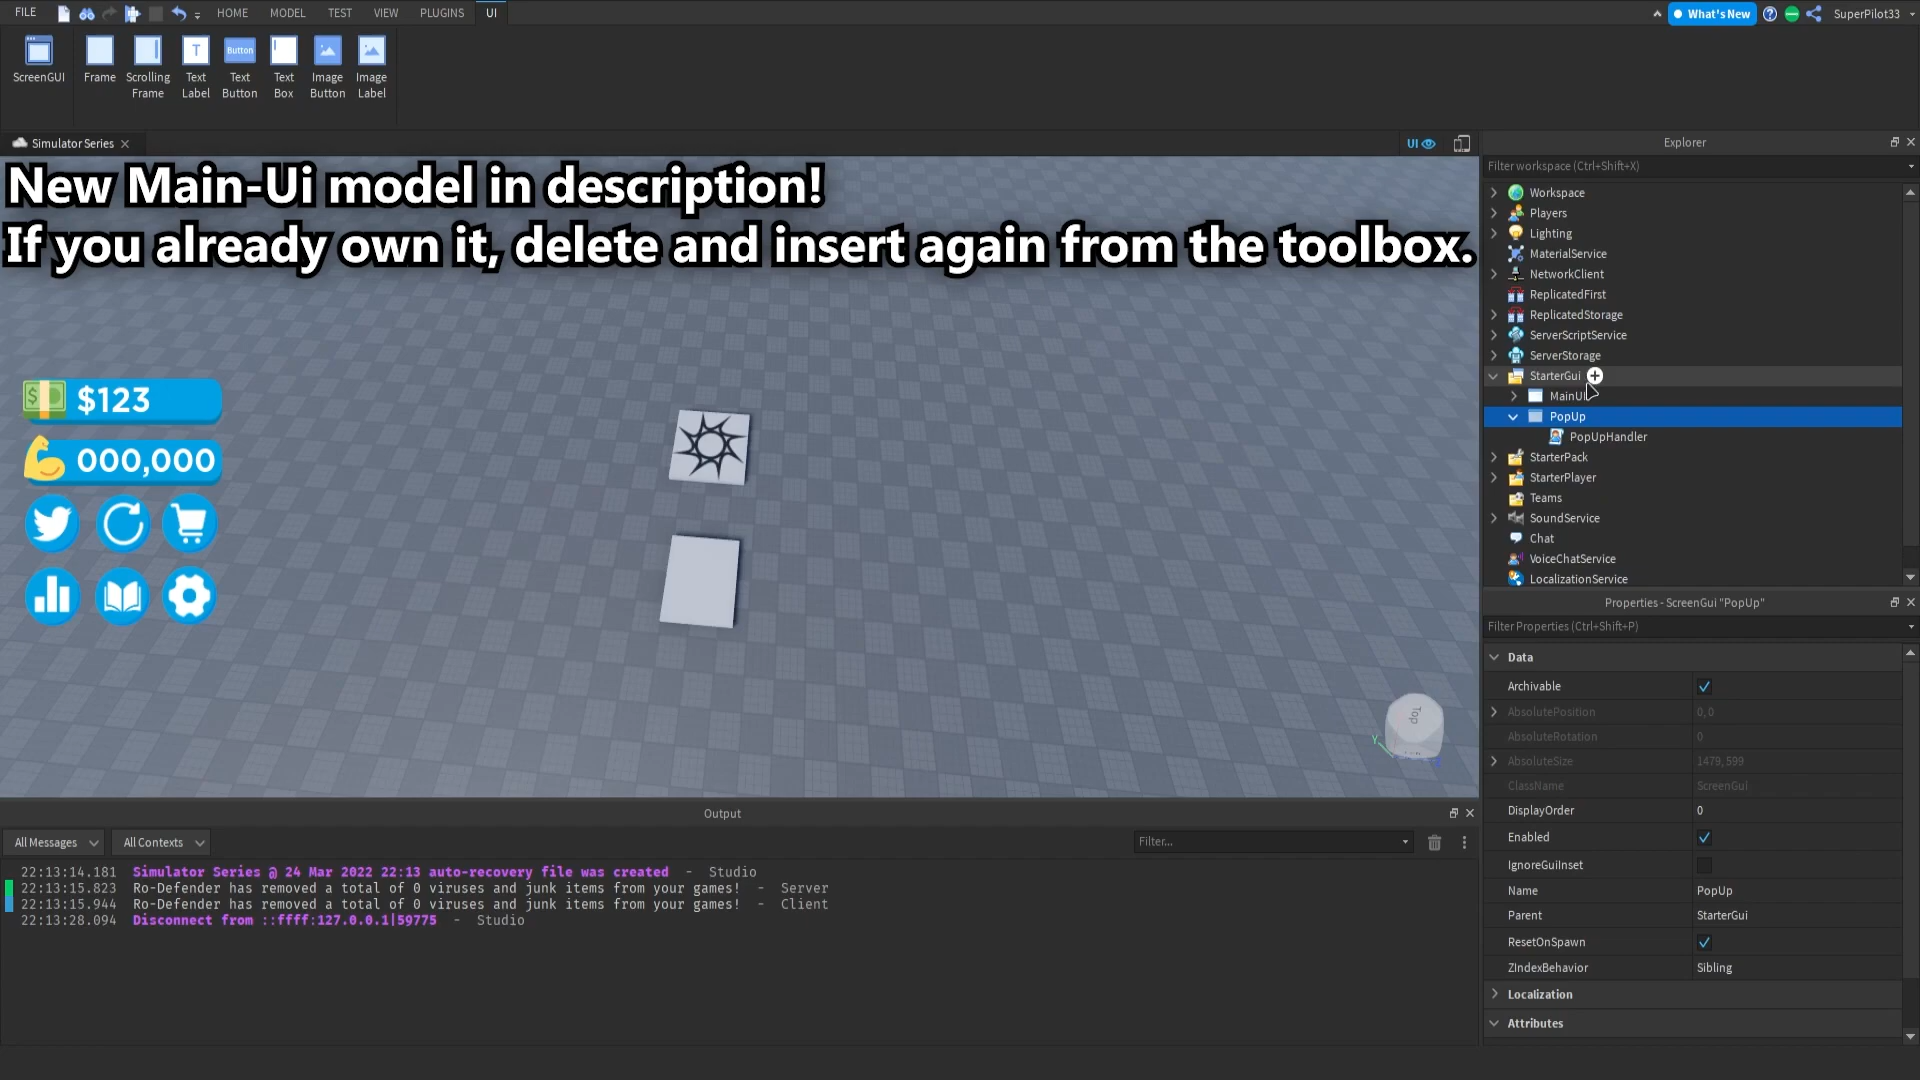 FILE
HOME
MODEL
TEST
VIEW
PLUGINS
UI
What's New
SuperPilot33
ScreenGUI
Frame
Scrolling
Frame
T
Text
Label
Button
Text
Button
Text
Box
Image
Button
Image
Label
Simulator Series
UI
New Main-Ui model in description!
If you already own it, delete and insert again from the toolbox.
$123
000,000
Top
Y
Explorer
Filter workspace (Ctrl+Shift+X)
Workspace
Players
Lighting
MaterialService
NetworkClient
ReplicatedFirst
ReplicatedStorage
ServerScriptService
ServerStorage
StarterGui
MainUI
PopUp
PopUpHandler
StarterPack
StarterPlayer
Teams
SoundService
Chat
VoiceChatService
LocalizationService
Properties - ScreenGui "PopUp"
Filter Properties (Ctrl+Shift+P)
Data
Archivable
AbsolutePosition 0, 0
AbsoluteRotation 0
AbsoluteSize 1479, 599
ClassName ScreenGui
DisplayOrder 0
Enabled
IgnoreGuiInset
Name PopUp
Parent StarterGui
ResetOnSpawn
ZIndexBehavior Sibling
Localization
Attributes
Output
All Messages
All Contexts
Filter...
22:13:14.181 Simulator Series @ 24 Mar 2022 22:13 auto-recovery file was created - Studio
22:13:15.823 Ro-Defender has removed a total of 0 viruses and junk items from your games! - Server
22:13:15.944 Ro-Defender has removed a total of 0 viruses and junk items from your games! - Client
22:13:28.094 Disconnect from ::ffff:127.0.0.1|59775 - Studio